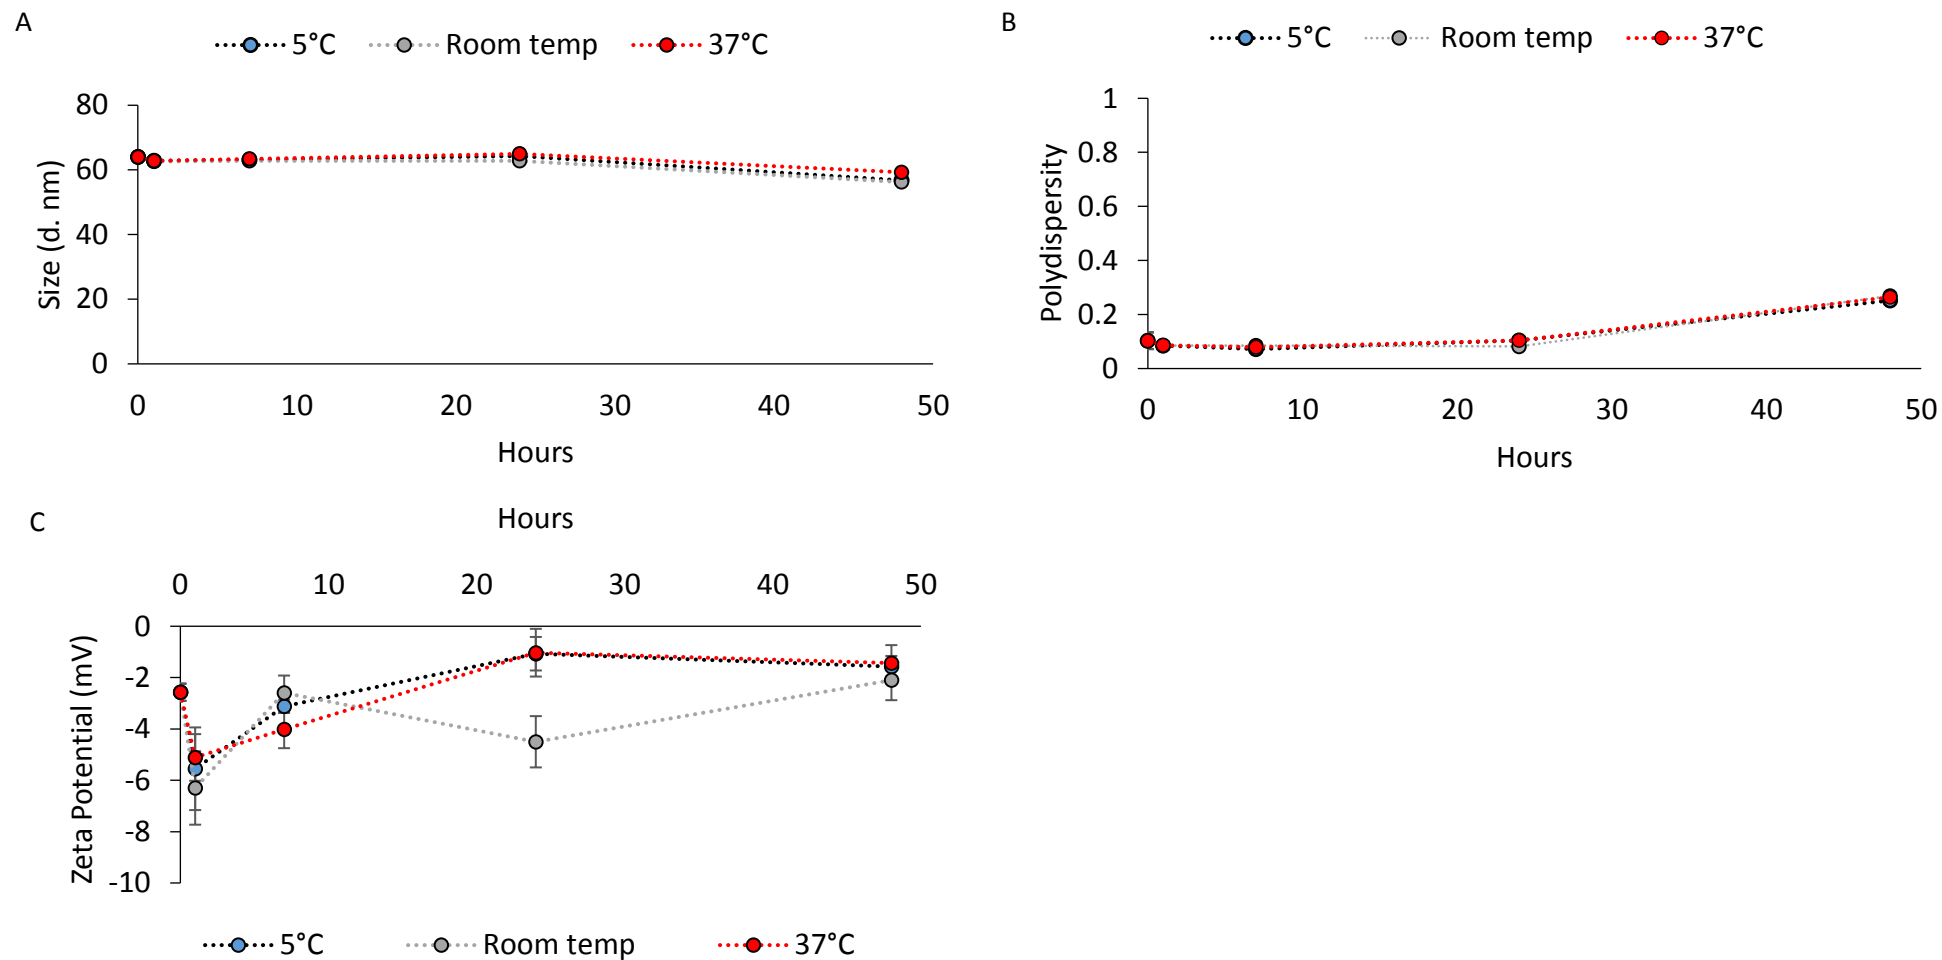 A
5°C Room temp 37°C
80
60
40
20
0
Size (d. nm)
0 10 20 30 40 50
Hours
B
5°C Room temp 37°C
1
0.8
0.6
0.4
0.2
0
Polydispersity
0 10 20 30 40 50
Hours
C
Hours
0 10 20 30 40 50
0
-2
-4
-6
-8
-10
Zeta Potential (mV)
5°C Room temp 37°C